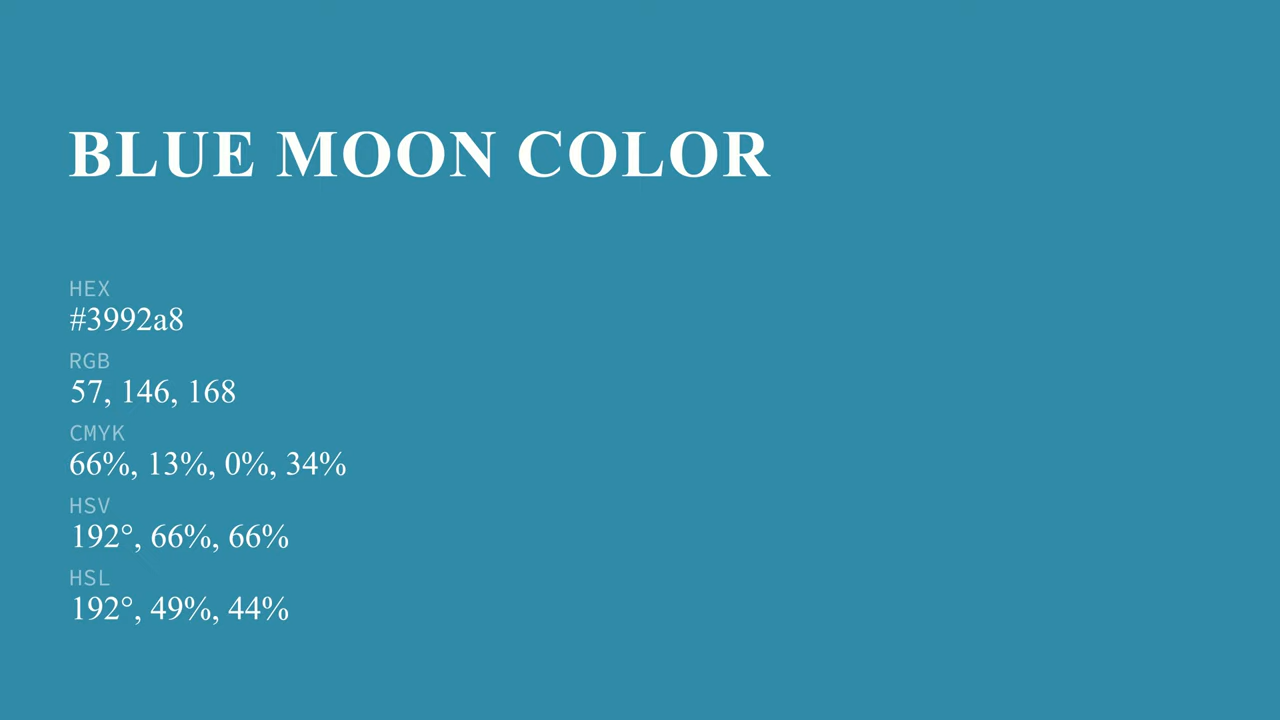 BLUE MOON COLOR
HEX
#3992a8
RGB
57, 146, 168
CMYK
66%, 13%, 0%, 34%
HSV
192°, 66%, 66%
HSL
192°, 49%, 44%